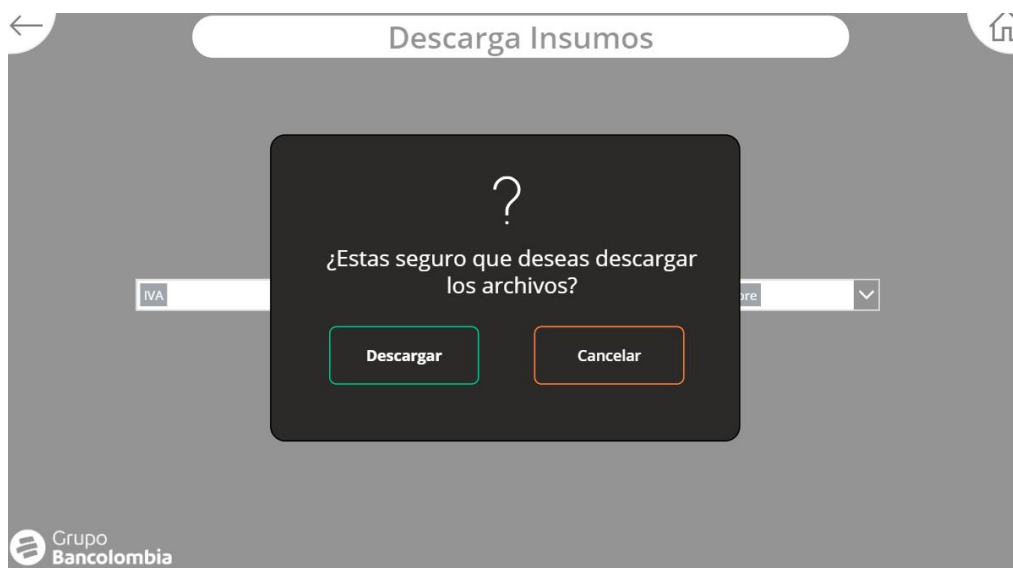 Descarga Insumos
?
¿Estas seguro que deseas descargar
los archivos?
IVA
Descargar
Cancelar
Grupo
Bancolombia